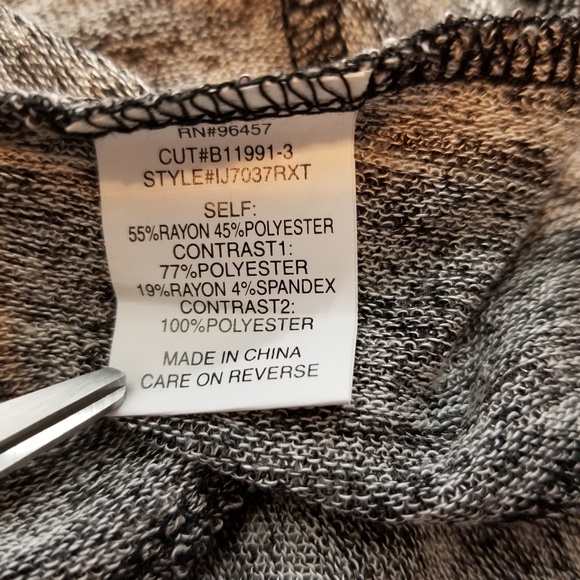 RN#96457
CUT#B11991-3
STYLE#IJ7037RXT
SELF:
55%RAYON 45%POLYESTER
CONTRAST1:
77%POLYESTER
19%RAYON 4%SPANDEX
CONTRAST2:
100%POLYESTER
MADE IN CHINA
CARE ON REVERSE